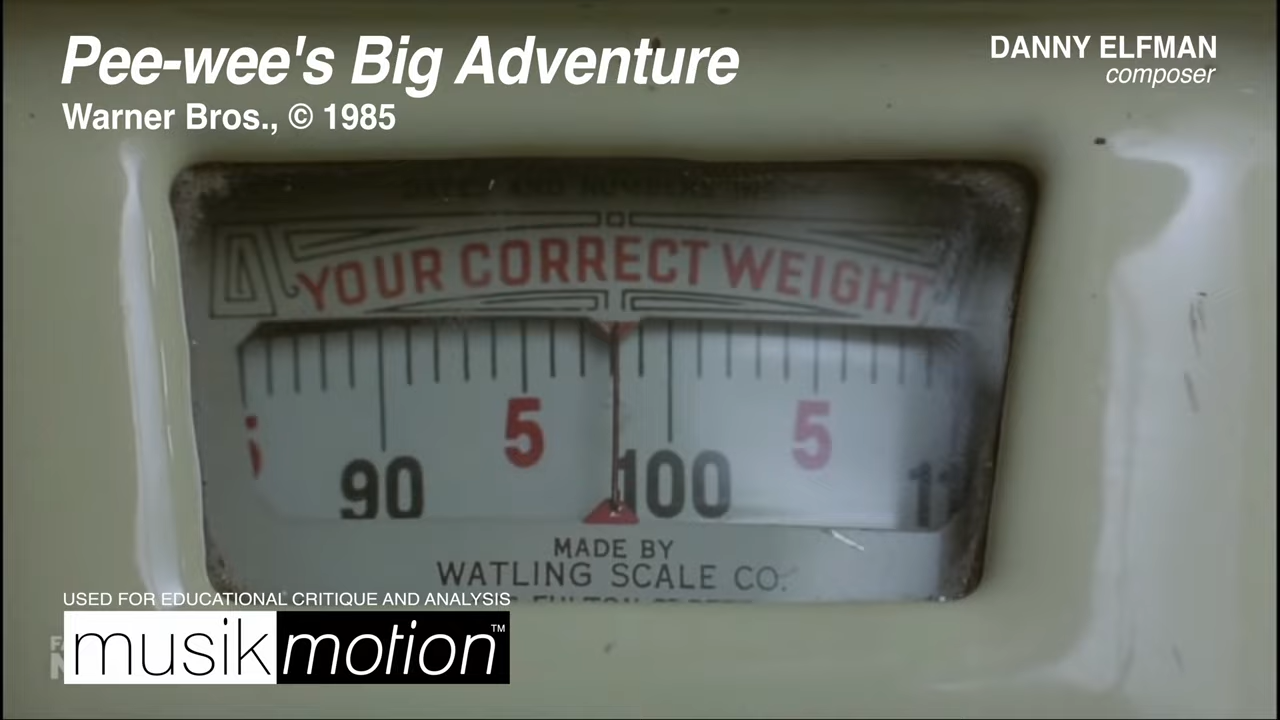 Pee-wee's Big Adventure
Warner Bros., © 1985
DANNY ELFMAN
composer
YOUR CORRECT WEIGHT
5 5
90 100
MADE BY
WATLING SCALE CO.
USED FOR EDUCATIONAL CRITIQUE AND ANALYSIS
musikmotion™